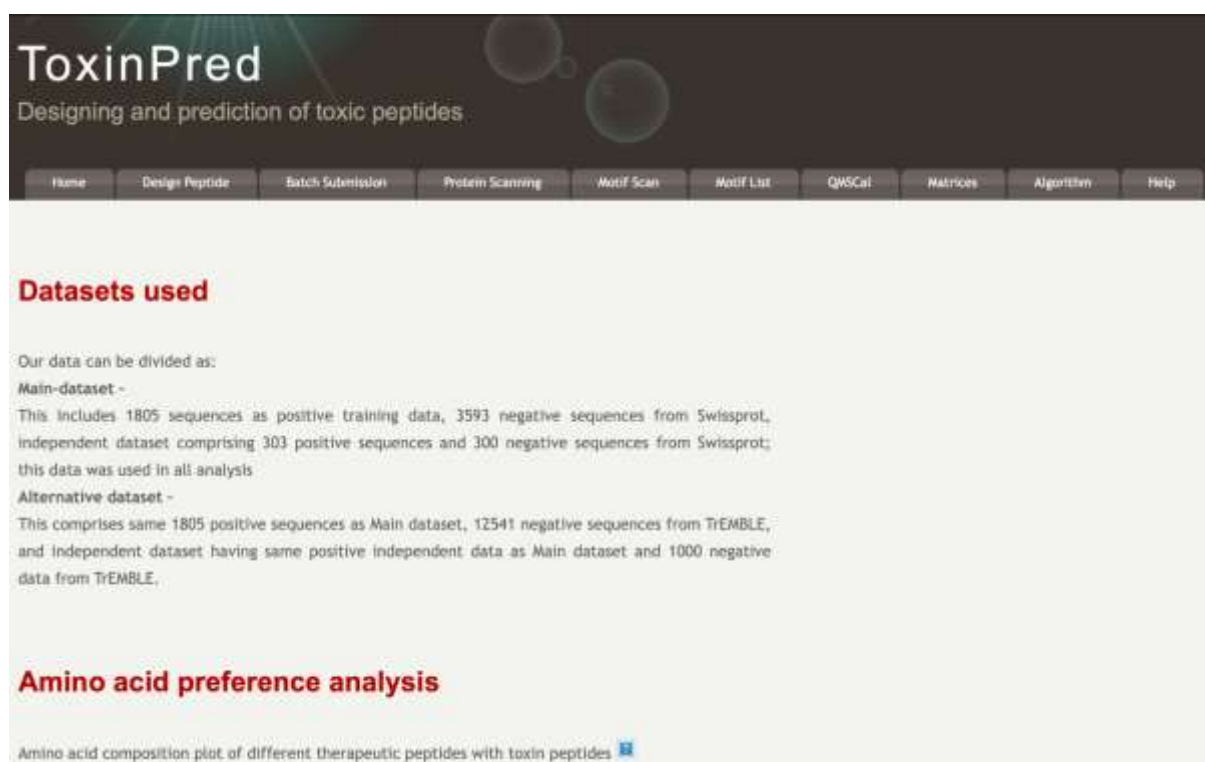 ToxinPred
Designing and prediction of toxic peptides
Home Design Peptide Batch Submission Protein Scanning Motif Scan Motif List QMSCal Matrices Algorithm Help
Datasets used
Our data can be divided as:
Main-dataset -
This includes 1805 sequences as positive training data, 3593 negative sequences from Swissprot,
independent dataset comprising 303 positive sequences and 300 negative sequences from Swissprot;
this data was used in all analysis
Alternative dataset -
This comprises same 1805 positive sequences as Main dataset, 12541 negative sequences from TrEMBLE,
and independent dataset having same positive independent data as Main dataset and 1000 negative
data from TrEMBLE.
Amino acid preference analysis
Amino acid composition plot of different therapeutic peptides with toxin peptides